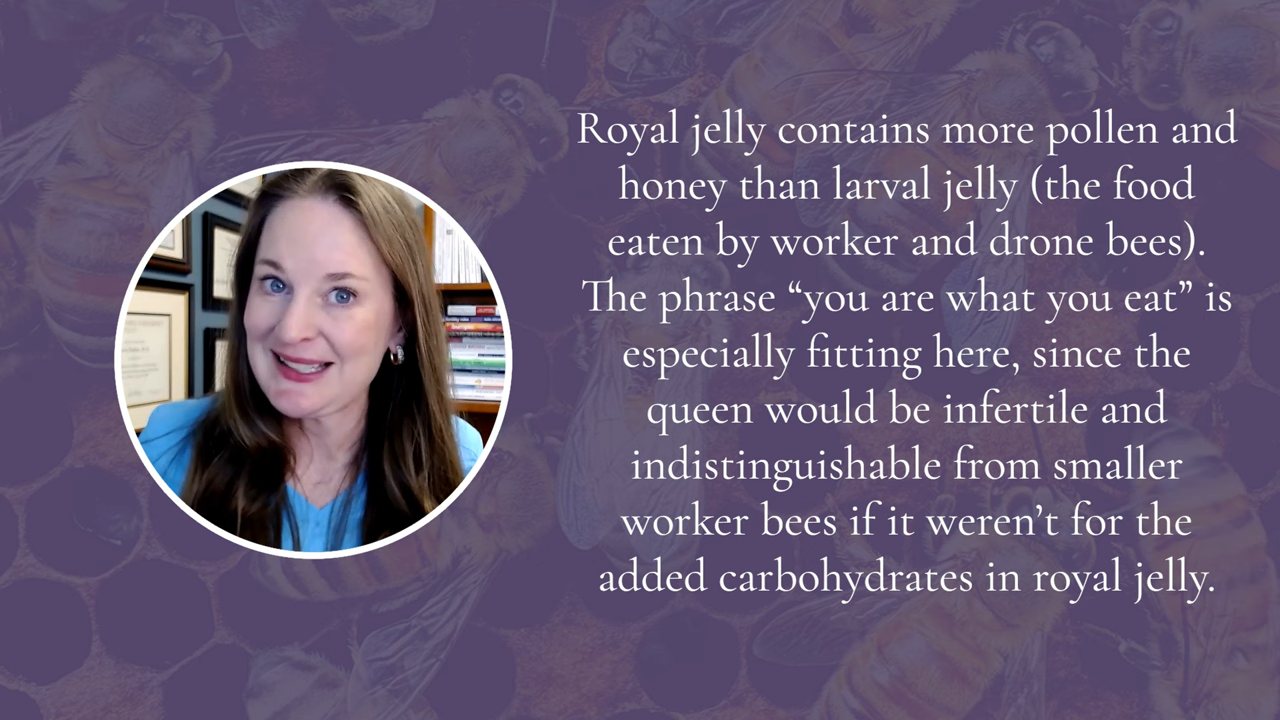 Royal jelly contains more pollen and
honey than larval jelly (the food
eaten by worker and drone bees).
The phrase “you are what you eat” is
especially fitting here, since the
queen would be infertile and
indistinguishable from smaller
worker bees if it weren’t for the
added carbohydrates in royal jelly.